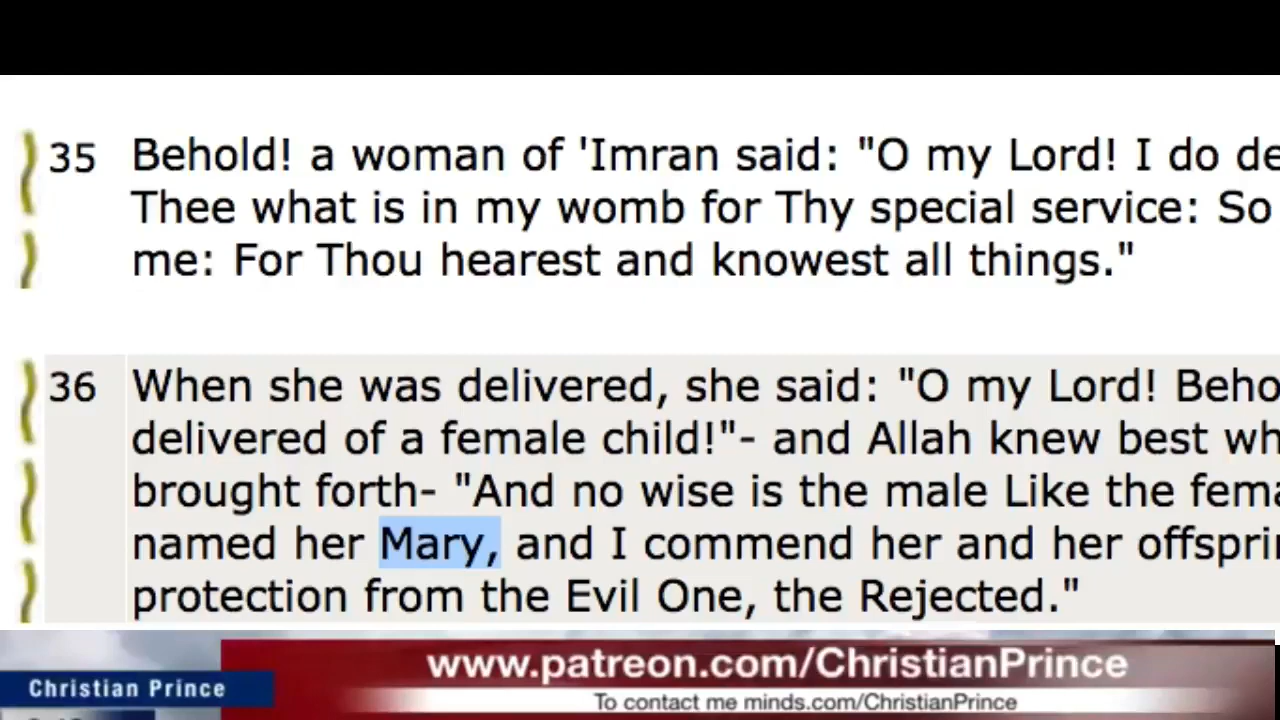 35 Behold! a woman of 'Imran said: "O my Lord! I do de
Thee what is in my womb for Thy special service: So
me: For Thou hearest and knowest all things."
36 When she was delivered, she said: "O my Lord! Beho
delivered of a female child!"- and Allah knew best wh
brought forth- "And no wise is the male Like the fema
named her Mary, and I commend her and her offsprin
protection from the Evil One, the Rejected."
www.patreon.com/ChristianPrince
Christian Prince
To contact me minds.com/ChristianPrince